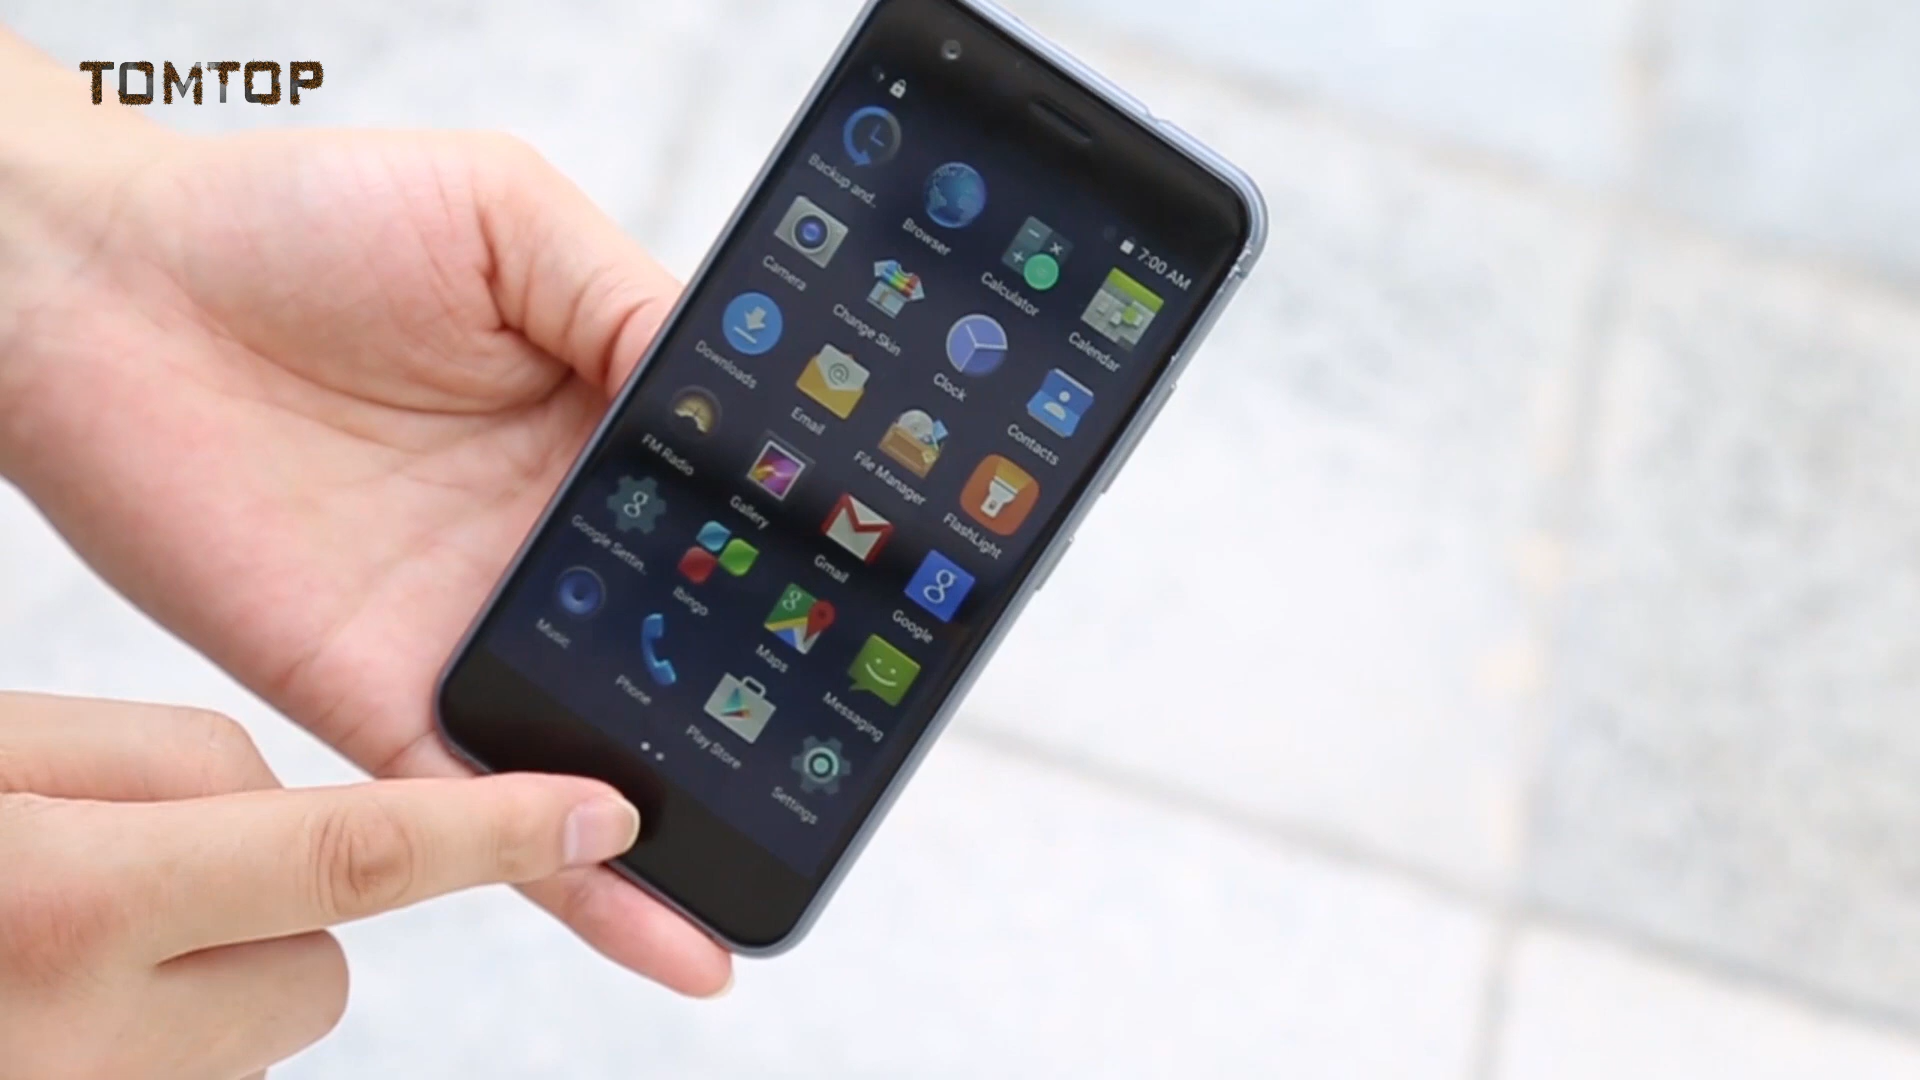 TOMTOP
7:00 AM
Backup and..
Browser
Calculator
Calendar
Camera
Change Skin
Clock
Contacts
Downloads
Email
File Manager
FlashLight
FM Radio
Gallery
Gmail
Google
Google Settin..
Ibingo
Maps
Messaging
Music
Phone
Play Store
Settings